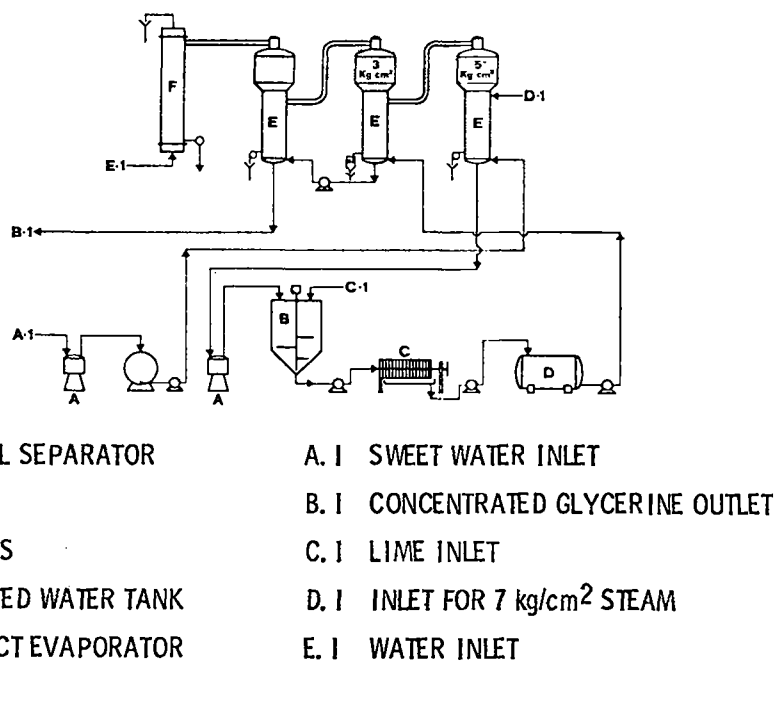 F
E
3
Kg cm²
E
5
Kg cm²
E
D·1
E·1
B·1
C·1
A·1
A
A
B
C
D
L SEPARATOR
S
ED WATER TANK
CT EVAPORATOR
A. I SWEET WATER INLET
B. I CONCENTRATED GLYCERINE OUTLET
C. I LIME INLET
D. I INLET FOR 7 kg/cm² STEAM
E. I WATER INLET